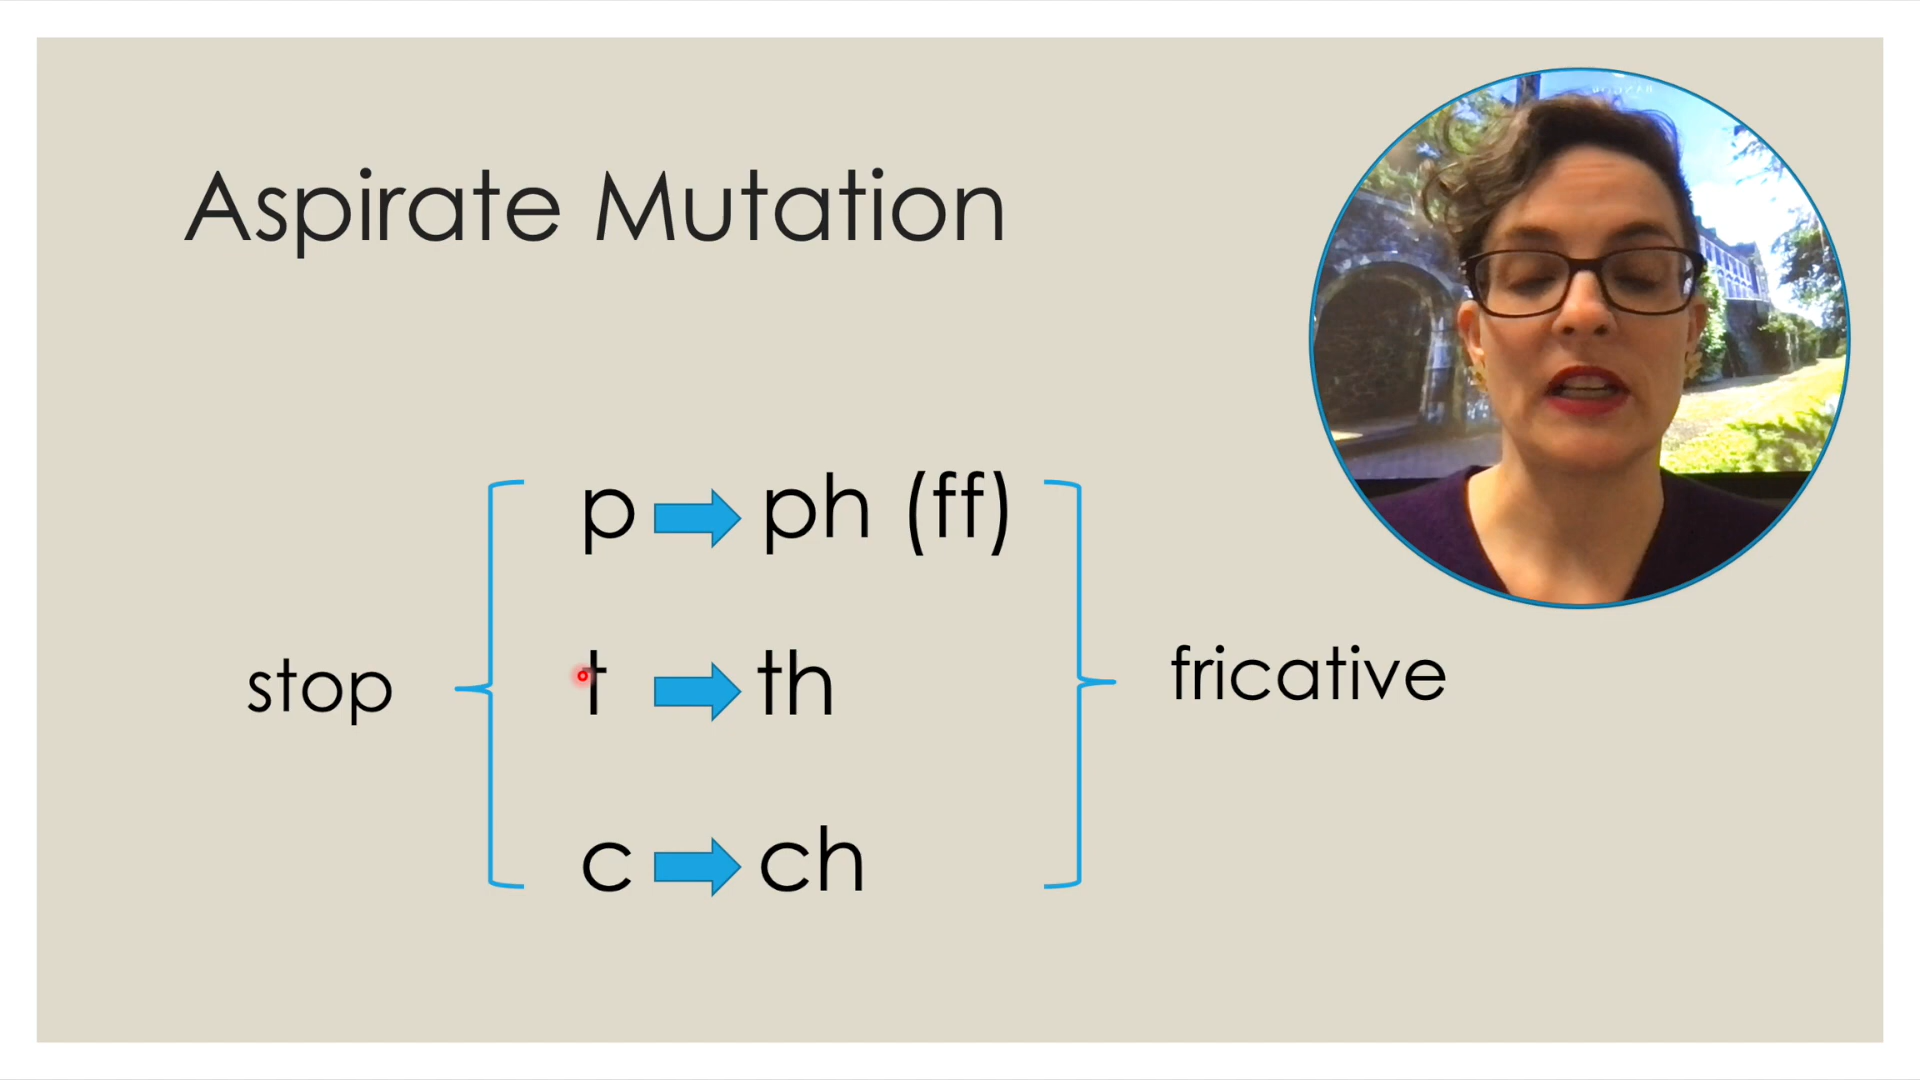 Aspirate Mutation
p ph (ff)
stop t th fricative
c ch